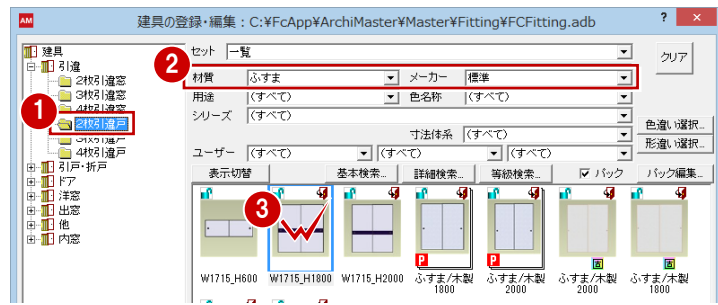 AM 建具の登録・編集 : C:¥FcApp¥ArchiMaster¥Master¥Fitting¥FCFitting.adb ? ×
建具
引違
2枚引違窓
3枚引違窓
4枚引違窓
2枚引違戸
3枚引違戸
4枚引違戸
引戸・折戸
ドア
洋窓
出窓
他
内窓
1
2
3
セット 一覧
クリア
材質 ふすま メーカー 標準
用途 (すべて) 色名称 (すべて)
シリーズ (すべて)
寸法体系 (すべて)
ユーザー (すべて) (すべて) (すべて)
色違い選択...
形違い選択...
表示切替 基本検索... 詳細検索... 等級検索... パック パック編集...
P P
W1715_H600 W1715_H1800 W1715_H2000 ふすま/木製 ふすま/木製 ふすま/木製 ふすま/木製
1800 2000 2000 1800